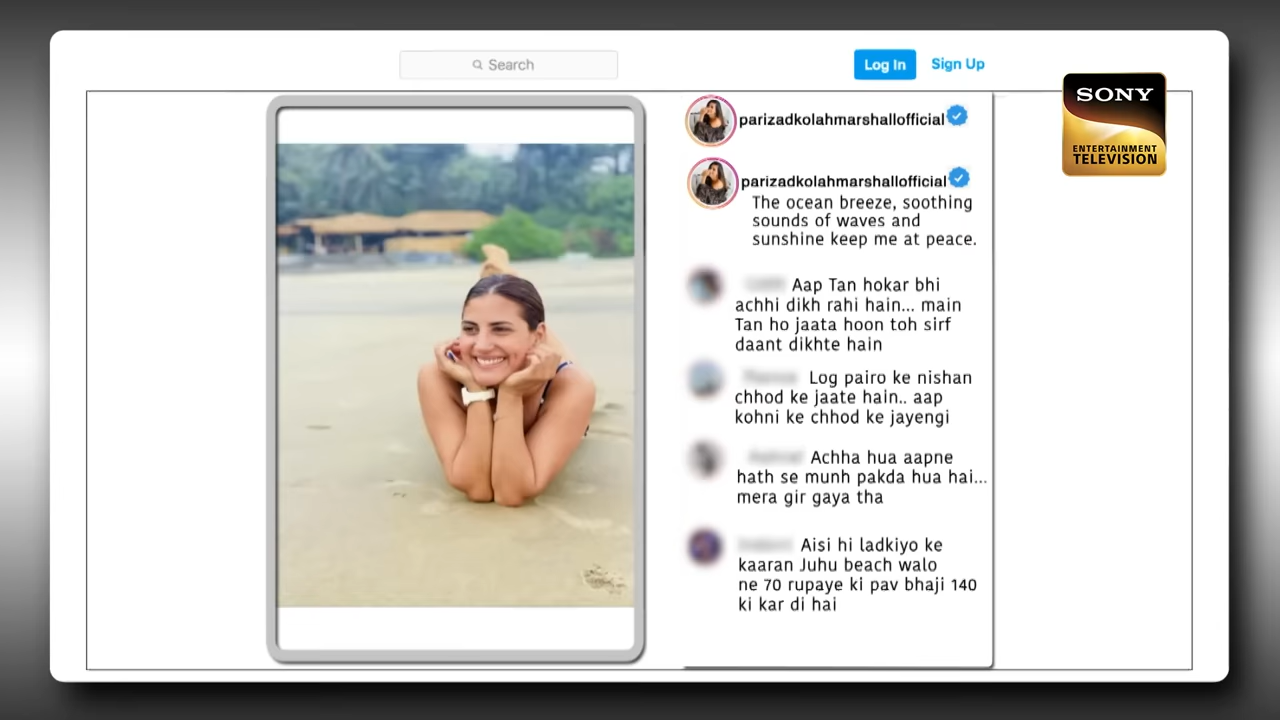 Search
Log In
Sign Up
SONY
ENTERTAINMENT
TELEVISION
parizadkolahmarshallofficial
parizadkolahmarshallofficial
The ocean breeze, soothing
sounds of waves and
sunshine keep me at peace.
Aap Tan hokar bhi
achhi dikh rahi hain... main
Tan ho jaata hoon toh sirf
daant dikhte hain
Log pairo ke nishan
chhod ke jaate hain.. aap
kohni ke chhod ke jayengi
Achha hua aapne
hath se munh pakda hua hai...
mera gir gaya tha
Aisi hi ladkiyo ke
kaaran Juhu beach walo
ne 70 rupaye ki pav bhaji 140
ki kar di hai